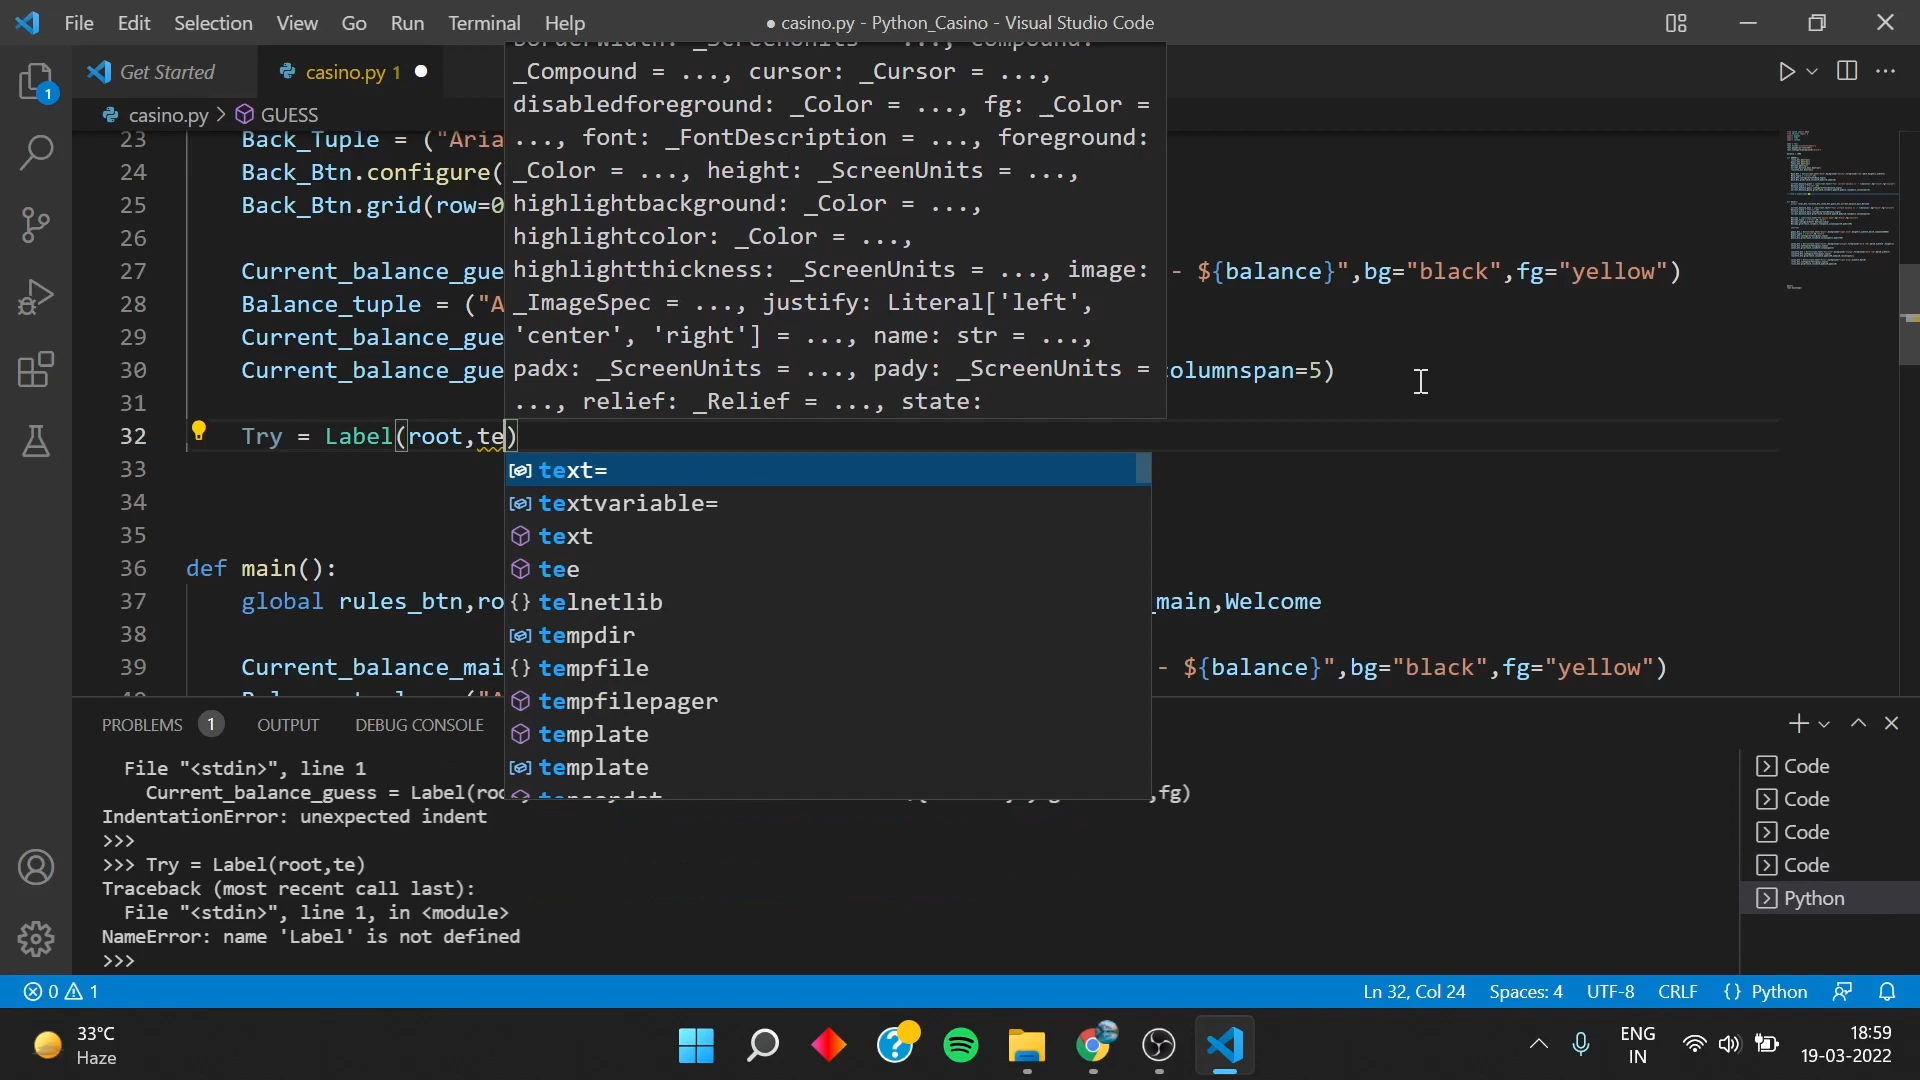 File Edit Selection View Go Run Terminal Help
● casino.py - Python_Casino - Visual Studio Code
Get Started
casino.py 1
casino.py > GUESS
1
_Compound = ..., cursor: _Cursor = ...,
disabledforeground: _Color = ..., fg: _Color =
..., font: _FontDescription = ..., foreground:
_Color = ..., height: _ScreenUnits = ...,
highlightbackground: _Color = ...,
highlightcolor: _Color = ...,
highlightthickness: _ScreenUnits = ..., image:
_ImageSpec = ..., justify: Literal['left',
'center', 'right'] = ..., name: str = ...,
padx: _ScreenUnits = ..., pady: _ScreenUnits =
..., relief: _Relief = ..., state:
23 Back_Tuple = ("Aria
24 Back_Btn.configure(
25 Back_Btn.grid(row=0
26
27 Current_balance_gue - ${balance}",bg="black",fg="yellow")
28 Balance_tuple = ("A
29 Current_balance_gue
30 Current_balance_gue olumnspan=5)
31
32 Try = Label(root,te)
33
34
35
36 def main():
37 global rules_btn,ro _main,Welcome
38
39 Current_balance_mai - ${balance}",bg="black",fg="yellow")
text=
textvariable=
text
tee
telnetlib
tempdir
tempfile
tempfilepager
template
template
PROBLEMS 1 OUTPUT DEBUG CONSOLE
File "<stdin>", line 1
Current_balance_guess = Label(roo ,fg)
IndentationError: unexpected indent
>>>
>>> Try = Label(root,te)
Traceback (most recent call last):
File "<stdin>", line 1, in <module>
NameError: name 'Label' is not defined
>>>
Code
Code
Code
Code
Python
0 1
Ln 32, Col 24 Spaces: 4 UTF-8 CRLF {} Python
33°C
Haze
ENG
IN
18:59
19-03-2022